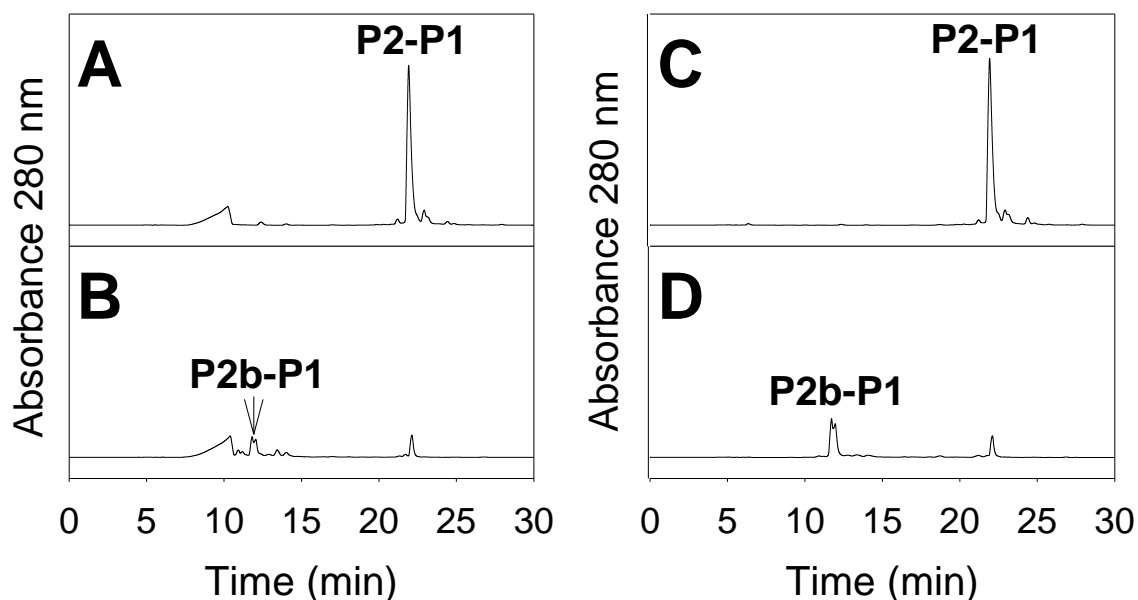 A
P2-P1
B
P2b-P1
Absorbance 280 nm
0 5 10 15 20 25 30
Time (min)
C
P2-P1
D
P2b-P1
Absorbance 280 nm
0 5 10 15 20 25 30
Time (min)